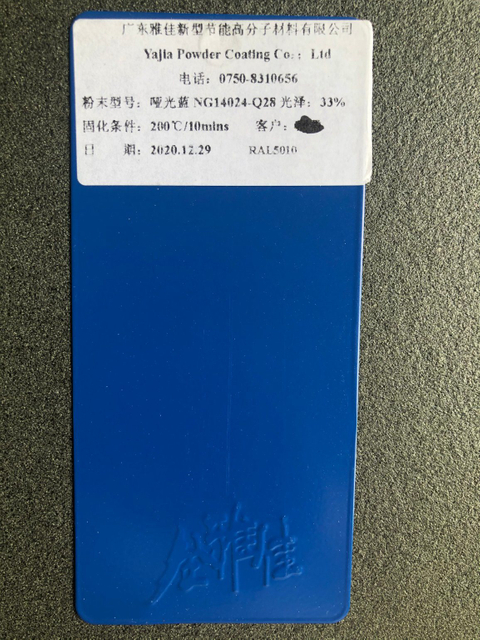 广东雅佳新型节能高分子材料有限公司
Yajia Powder Coating Co.; Ltd
电话：0750-8310656
粉末型号：哑光蓝 NG14024-Q28 光泽：33%
固化条件：200℃/10mins 客户：
日 期：2020.12.29 RAL5010
金雅佳